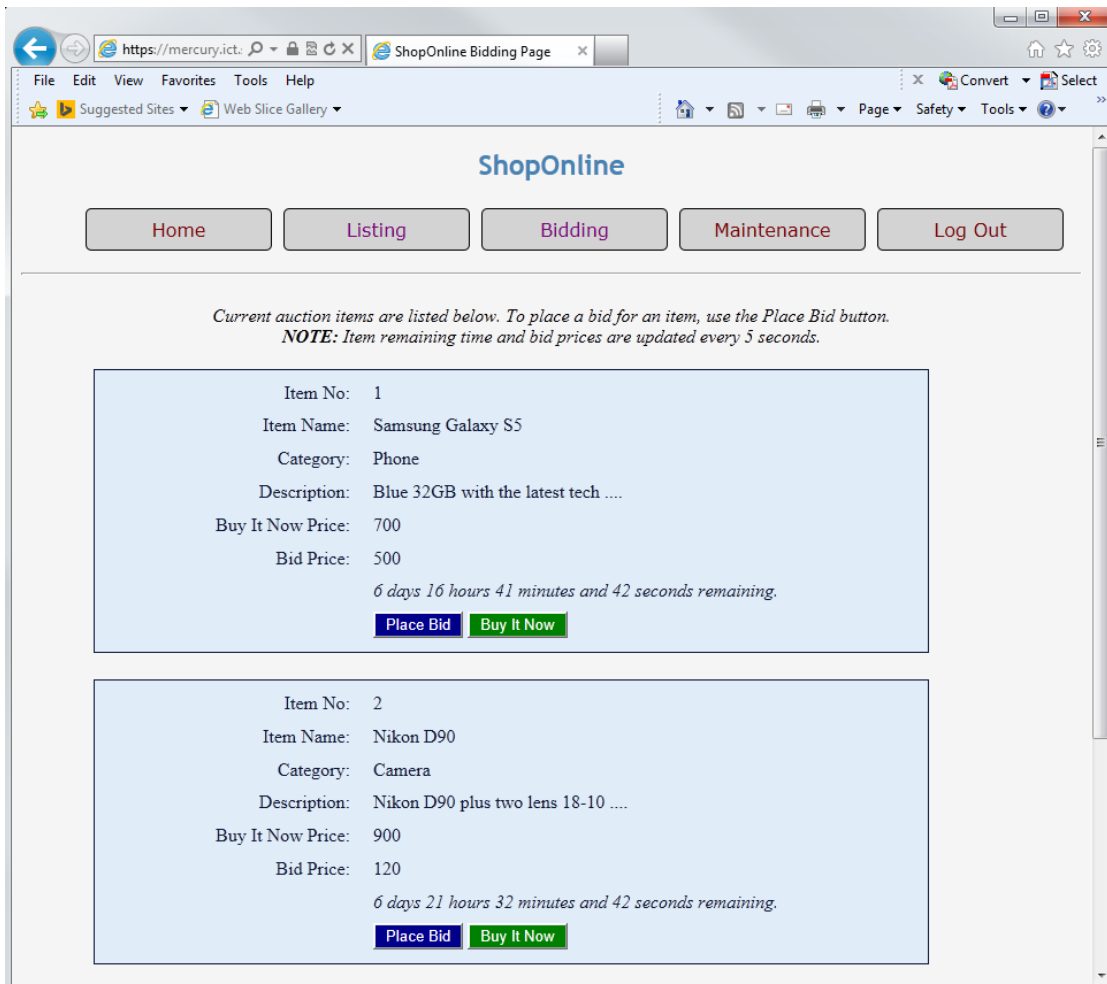 https://mercury.ict.:
ShopOnline Bidding Page
File Edit View Favorites Tools Help
Convert Select
Suggested Sites Web Slice Gallery
Page Safety Tools
ShopOnline
Home Listing Bidding Maintenance Log Out
Current auction items are listed below. To place a bid for an item, use the Place Bid button.
NOTE: Item remaining time and bid prices are updated every 5 seconds.
Item No: 1
Item Name: Samsung Galaxy S5
Category: Phone
Description: Blue 32GB with the latest tech ....
Buy It Now Price: 700
Bid Price: 500
6 days 16 hours 41 minutes and 42 seconds remaining.
Place Bid Buy It Now
Item No: 2
Item Name: Nikon D90
Category: Camera
Description: Nikon D90 plus two lens 18-10 ....
Buy It Now Price: 900
Bid Price: 120
6 days 21 hours 32 minutes and 42 seconds remaining.
Place Bid Buy It Now